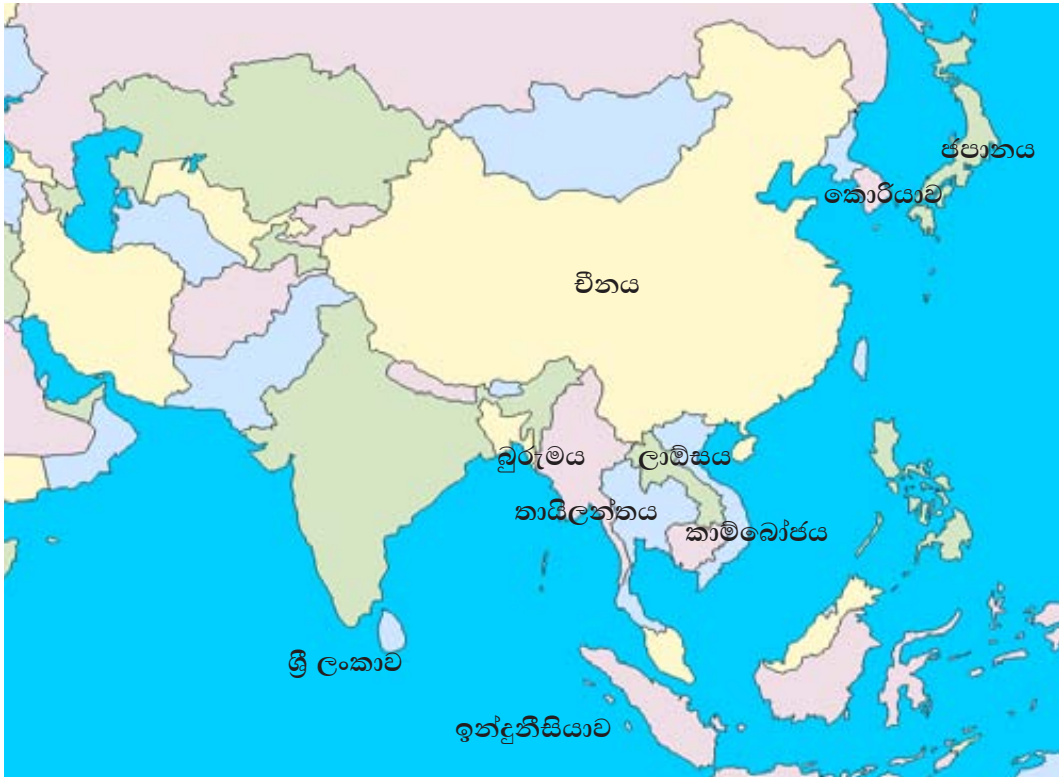 ජපානය
කොරියාව
චීනය
බුරුමය
ලාඕසය
තායිලන්තය
කාම්බෝජය
ශ්‍රී ලංකාව
ඉන්දුනීසියාව